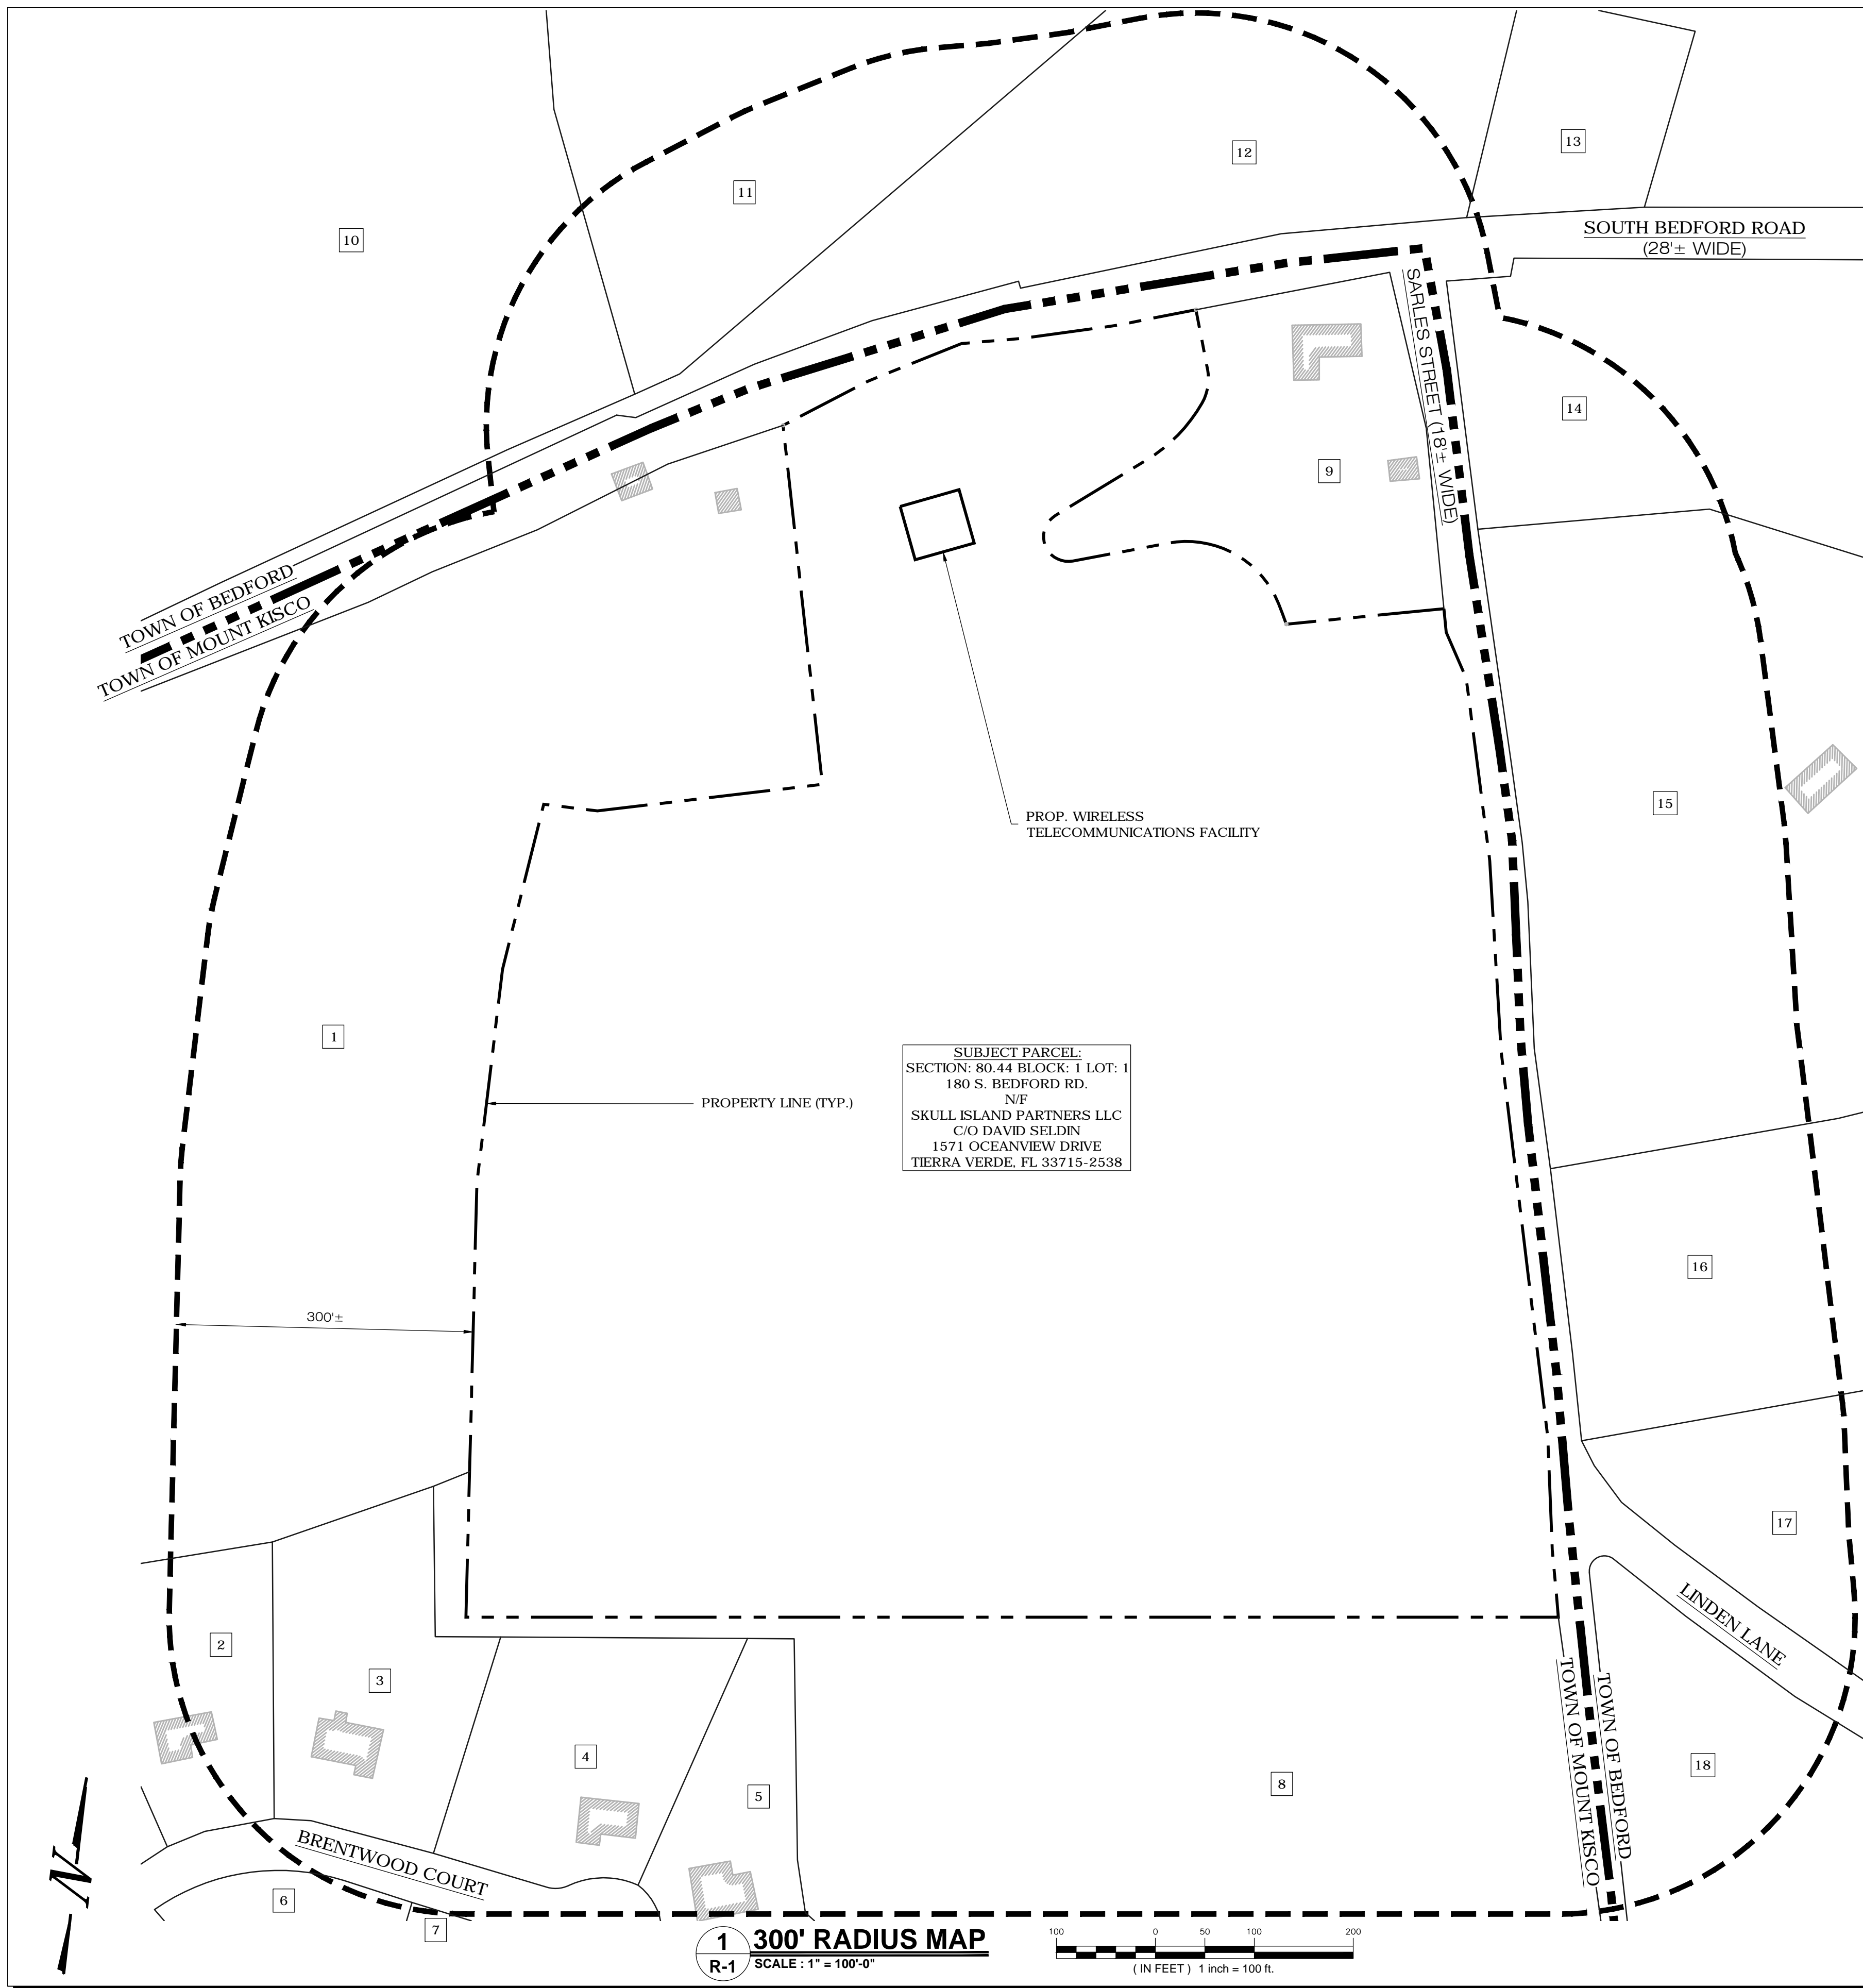 13
12
11
SOUTH BEDFORD ROAD
(28'± WIDE)
10
SARLES STREET (18'± WIDE)
14
9
TOWN OF BEDFORD
TOWN OF MOUNT KISCO
15
PROP. WIRELESS
TELECOMMUNICATIONS FACILITY
1
SUBJECT PARCEL:
SECTION: 80.44 BLOCK: 1 LOT: 1
180 S. BEDFORD RD.
N/F
SKULL ISLAND PARTNERS LLC
C/O DAVID SELDIN
1571 OCEANVIEW DRIVE
TIERRA VERDE, FL 33715-2538
PROPERTY LINE (TYP.)
16
300'±
17
LINDEN LANE
2
3
TOWN OF MOUNT KISCO
TOWN OF BEDFORD
4
18
8
5
BRENTWOOD COURT
N
6
7
1
R-1
300' RADIUS MAP
SCALE : 1" = 100'-0"
100 0 50 100 200
( IN FEET ) 1 inch = 100 ft.